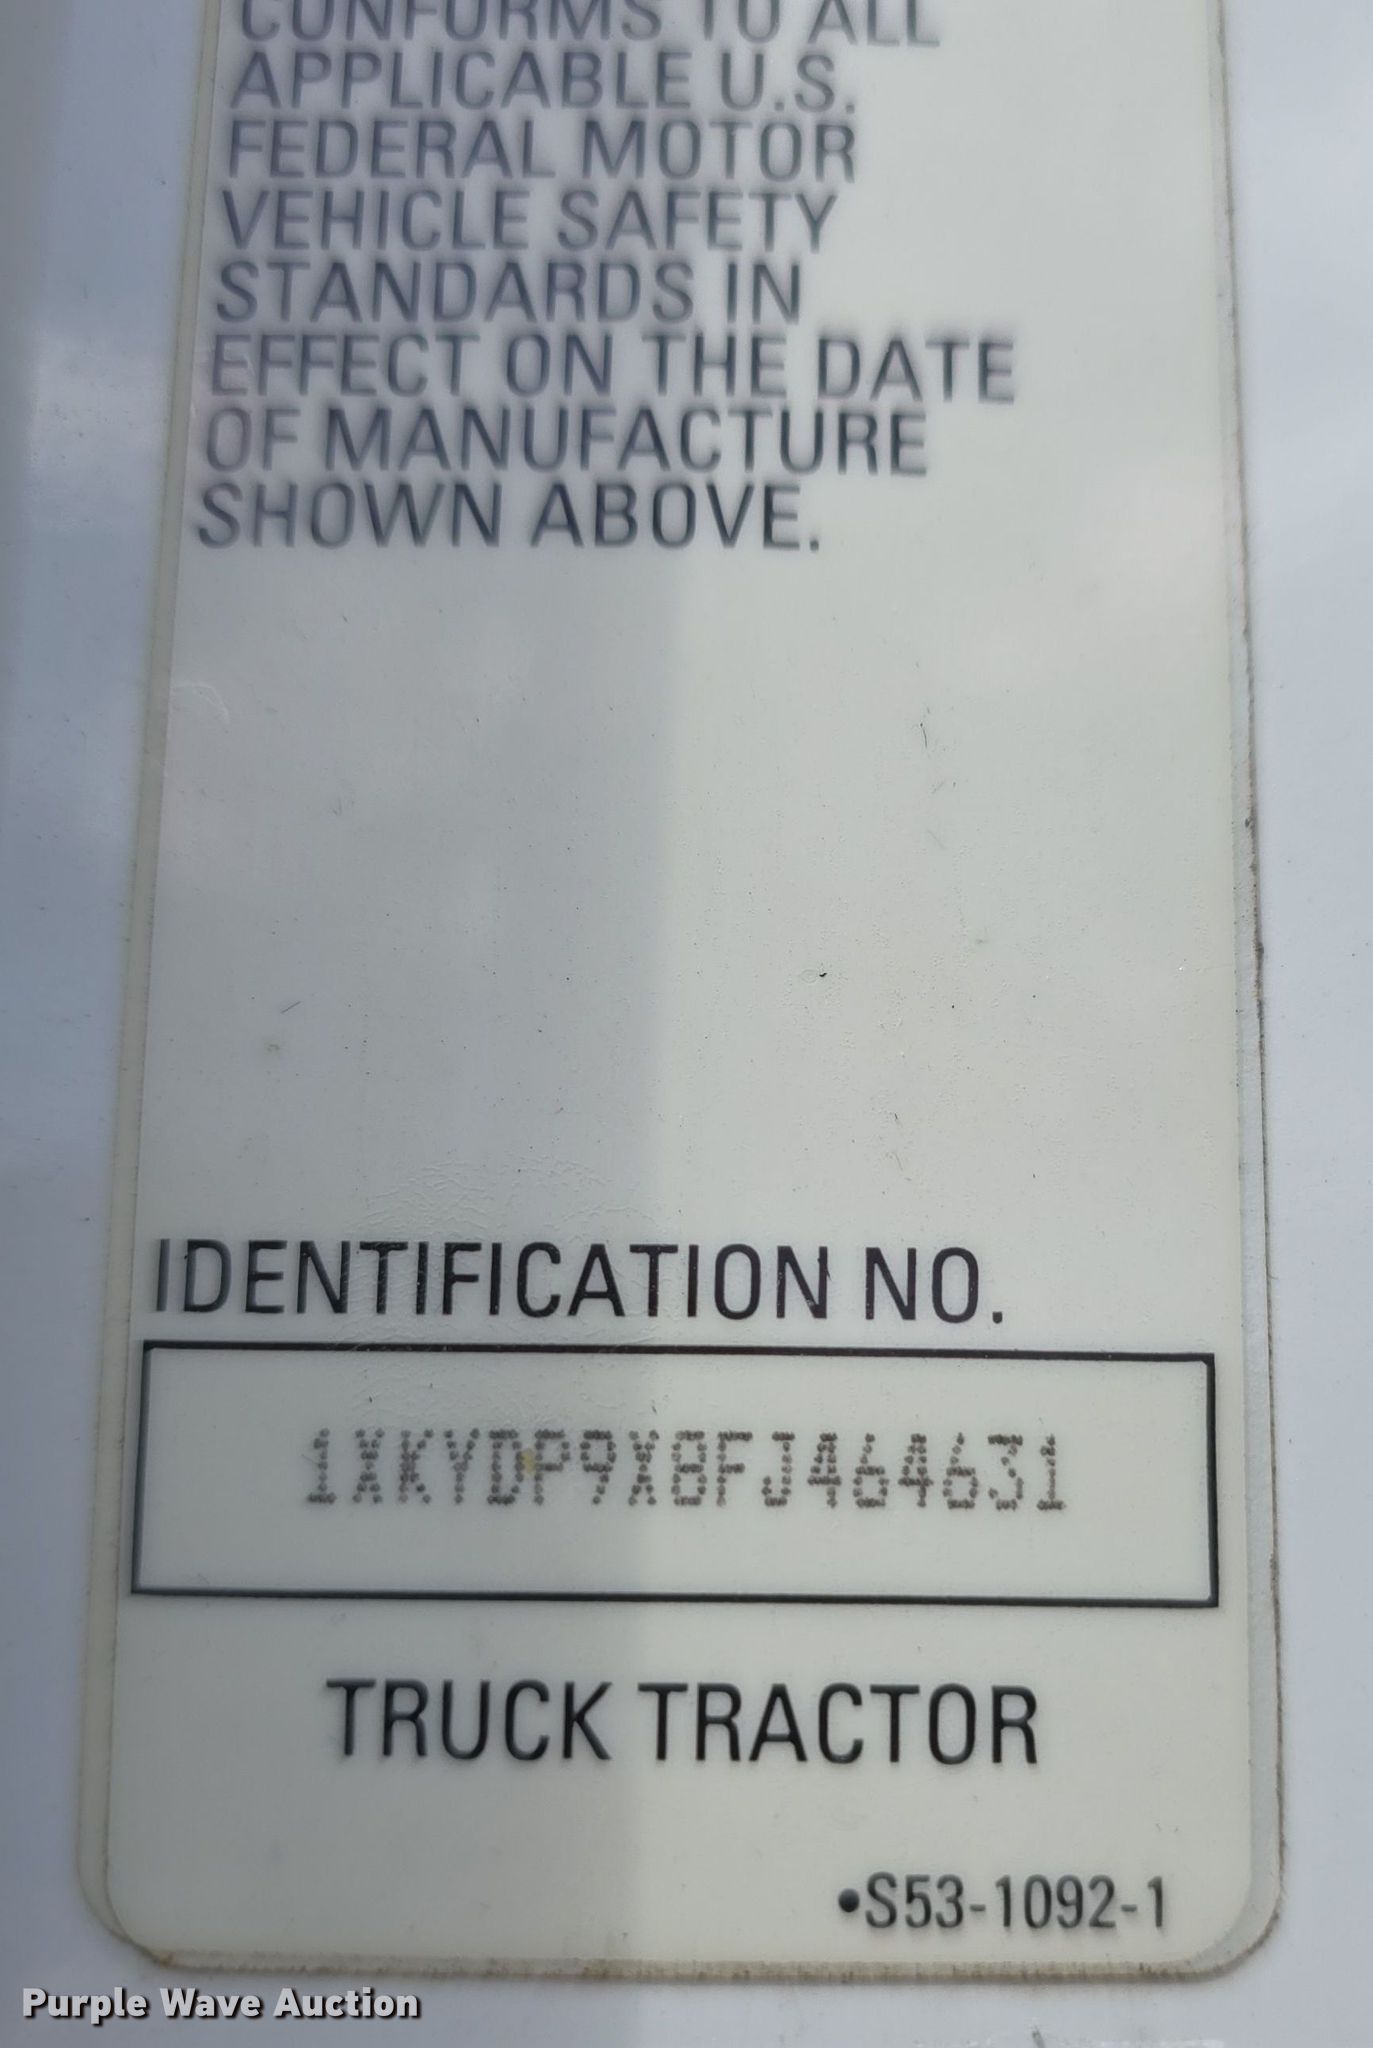 CONFORMS TO ALL
APPLICABLE U.S.
FEDERAL MOTOR
VEHICLE SAFETY
STANDARDS IN
EFFECT ON THE DATE
OF MANUFACTURE
SHOWN ABOVE.
IDENTIFICATION NO.
1XKYDP9X8FJ464631
TRUCK TRACTOR
•S53-1092-1
Purple Wave Auction